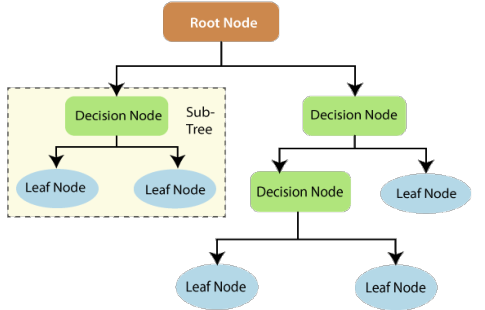 Root Node
Decision Node
Sub-
Tree
Decision Node
Leaf Node
Leaf Node
Decision Node
Leaf Node
Leaf Node
Leaf Node